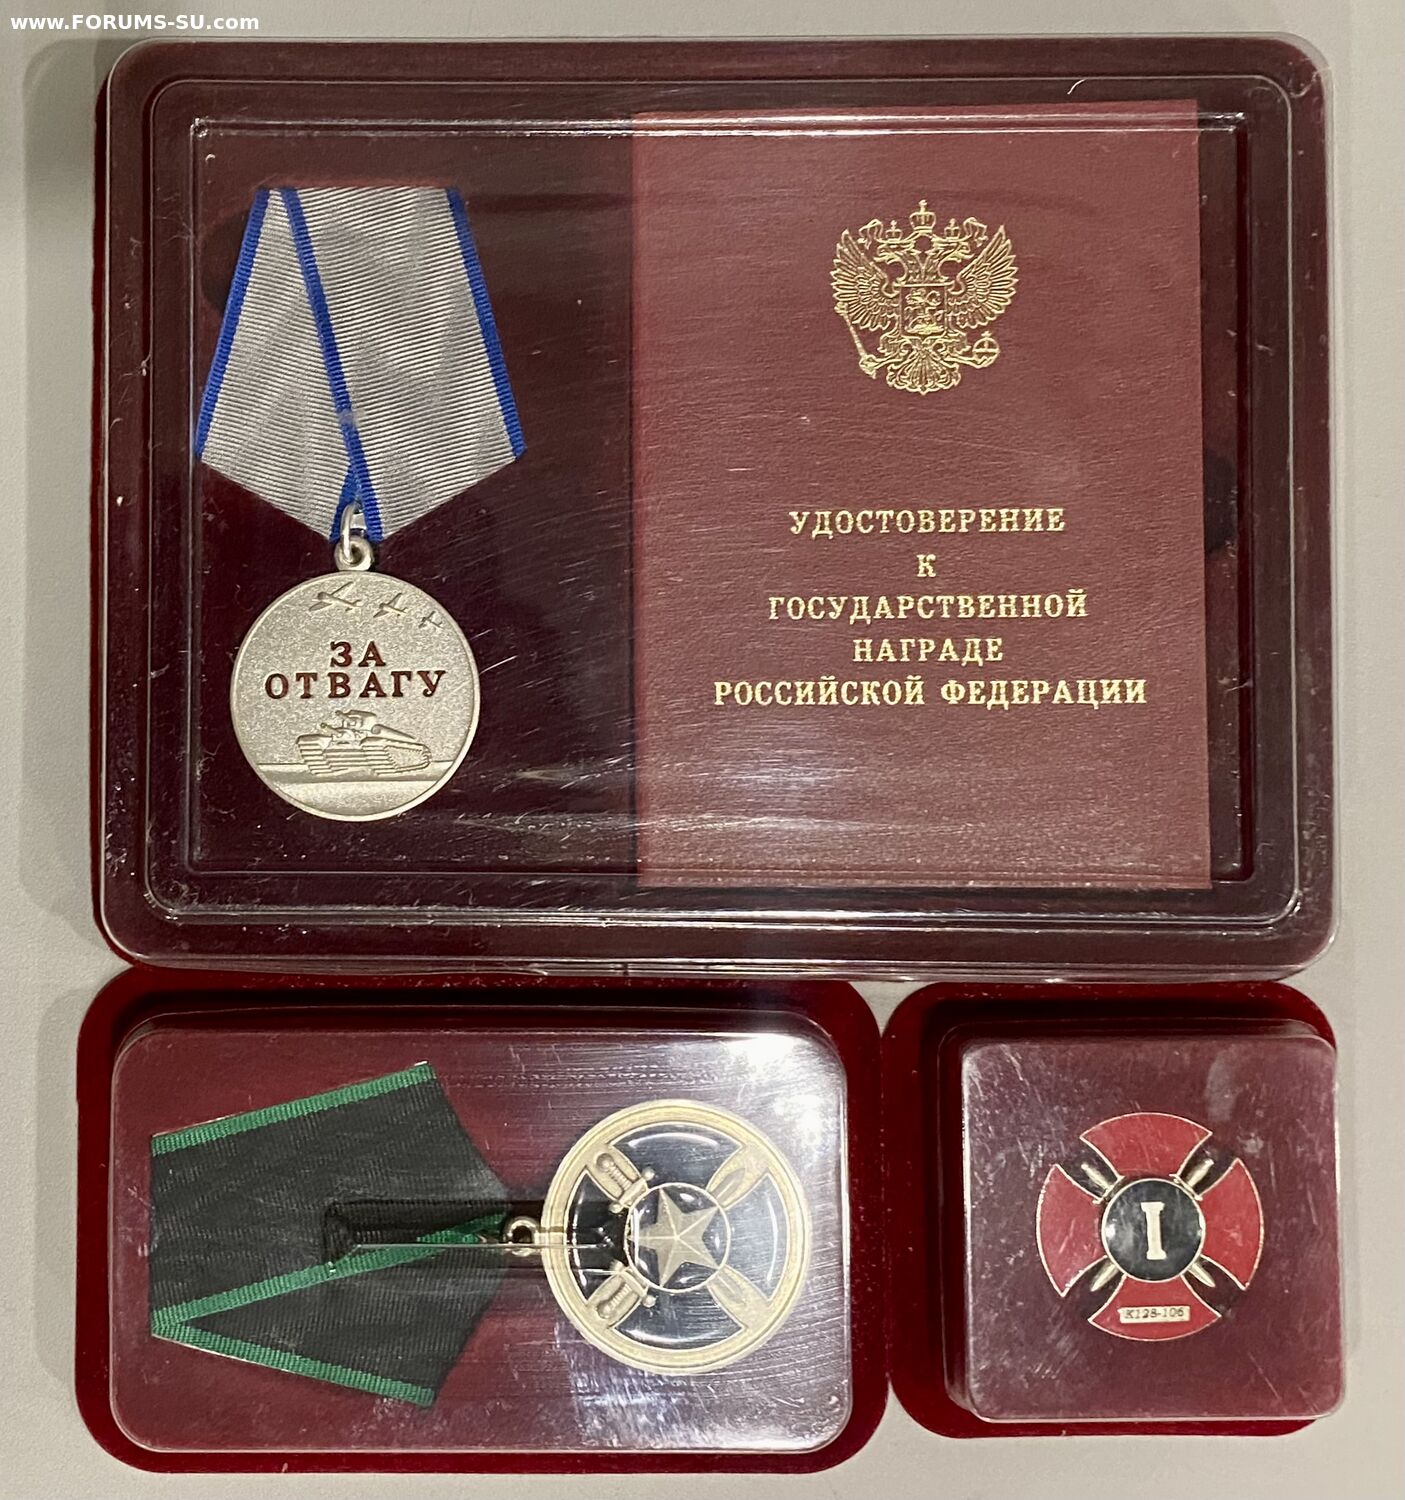 www.FORUMS-SU.com
ЗА
ОТВАГУ
УДОСТОВЕРЕНИЕ
К
ГОСУДАРСТВЕННОЙ
НАГРАДЕ
РОССИЙСКОЙ ФЕДЕРАЦИИ
I
К128-106